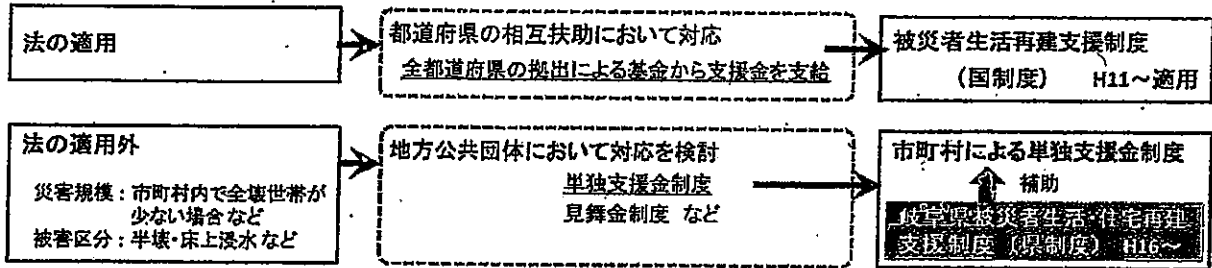 法の適用
都道府県の相互扶助において対応
全都道府県の拠出による基金から支援金を支給
被災者生活再建支援制度
(国制度) H11~適用
法の適用外
災害規模:市町村内で全壊世帯が
少ない場合など
被害区分:半壊・床上浸水など
地方公共団体において対応を検討
単独支援金制度
見舞金制度 など
市町村による単独支援金制度
補助
岐阜県被災者生活・住宅再建
支援制度(県制度) H16~